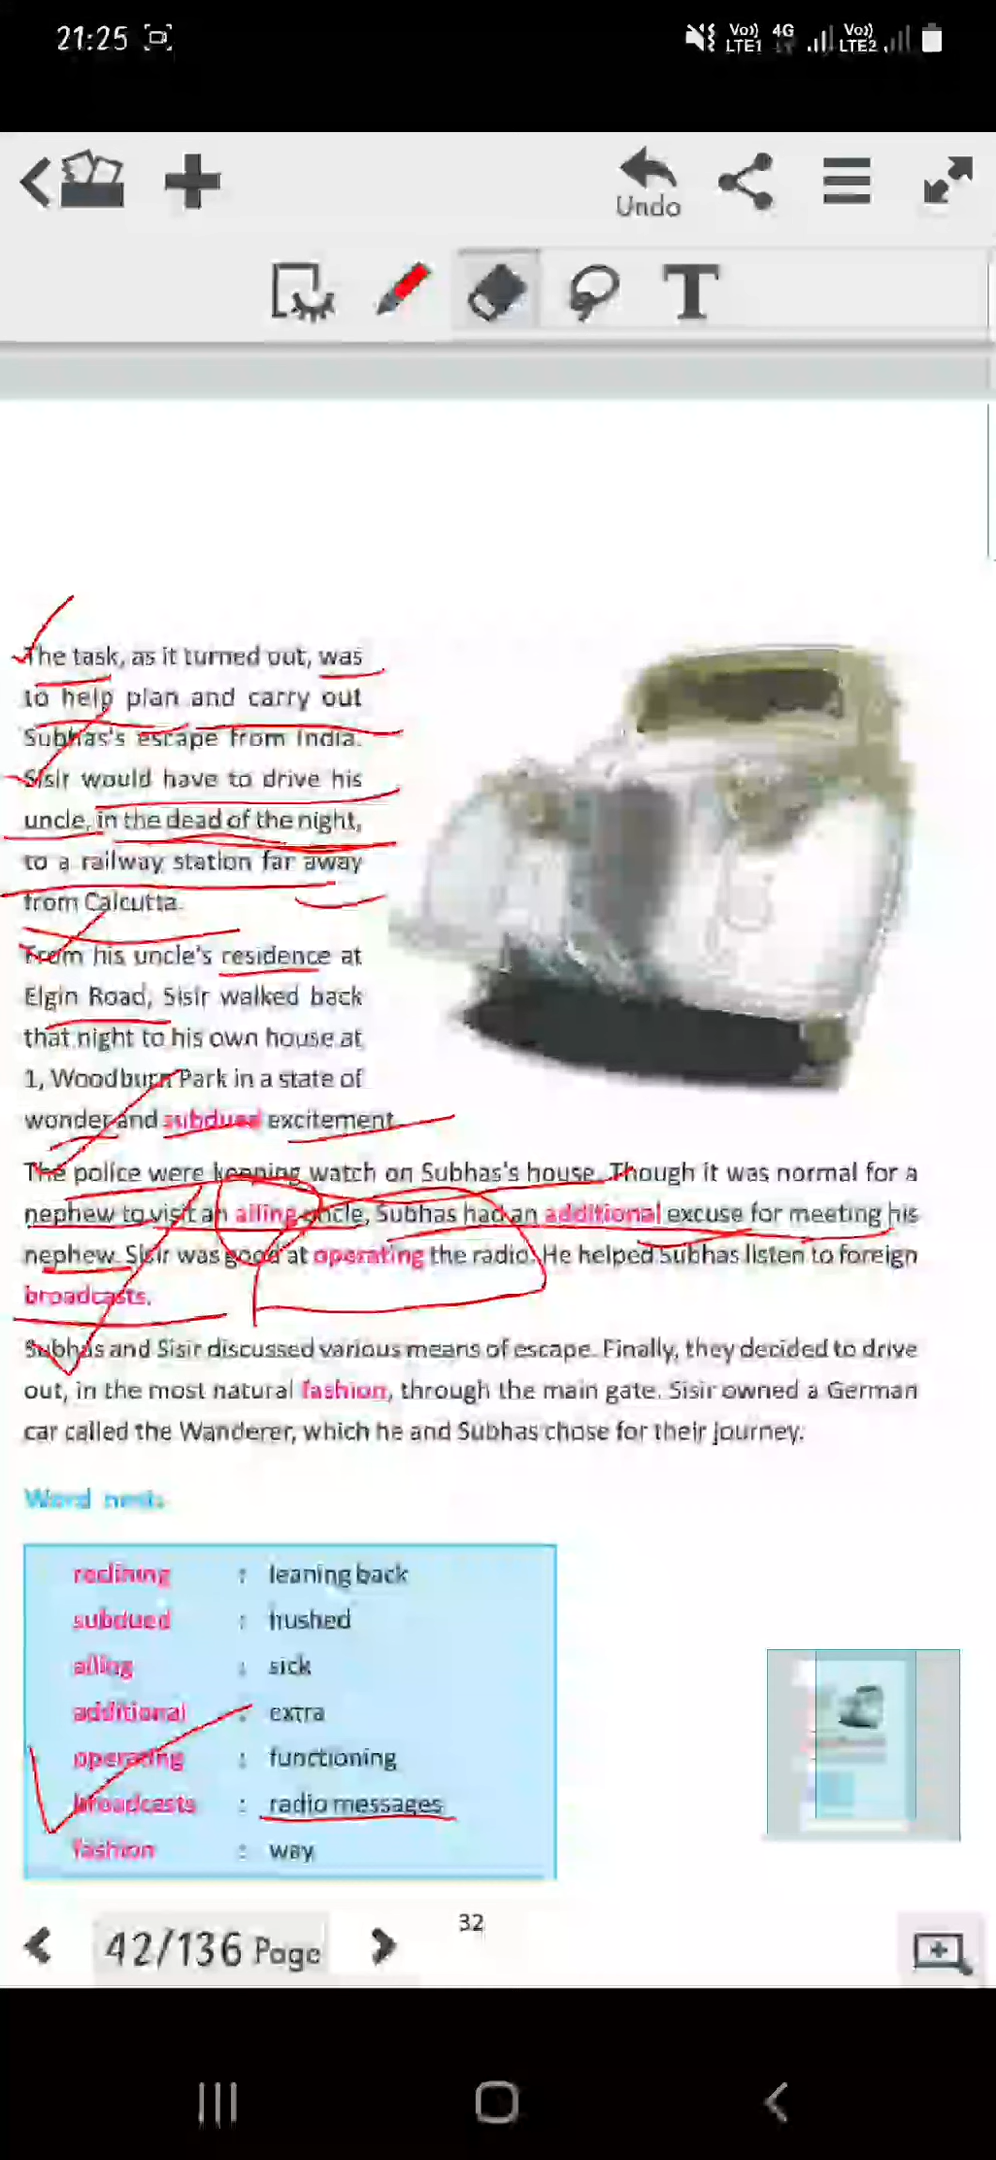 21:25
Vo)) 4G Vo))
LTE1 LTE2
Undo
T
The task, as it turned out, was
to help plan and carry out
Subhas's escape from India.
Sisir would have to drive his
uncle, in the dead of the night,
to a railway station far away
from Calcutta.
From his uncle's residence at
Elgin Road, Sisir walked back
that night to his own house at
1, Woodburn Park in a state of
wonder and subdued excitement.
The police were keeping watch on Subhas's house. Though it was normal for a
nephew to visit an ailing uncle, Subhas had an additional excuse for meeting his
nephew. Sisir was good at operating the radio. He helped Subhas listen to foreign
broadcasts.
Subhas and Sisir discussed various means of escape. Finally, they decided to drive
out, in the most natural fashion, through the main gate. Sisir owned a German
car called the Wanderer, which he and Subhas chose for their journey.
Word nest:
reclining : leaning back
subdued : hushed
ailing : sick
additional : extra
operating : functioning
broadcasts : radio messages
fashion : way
32
42/136 Page